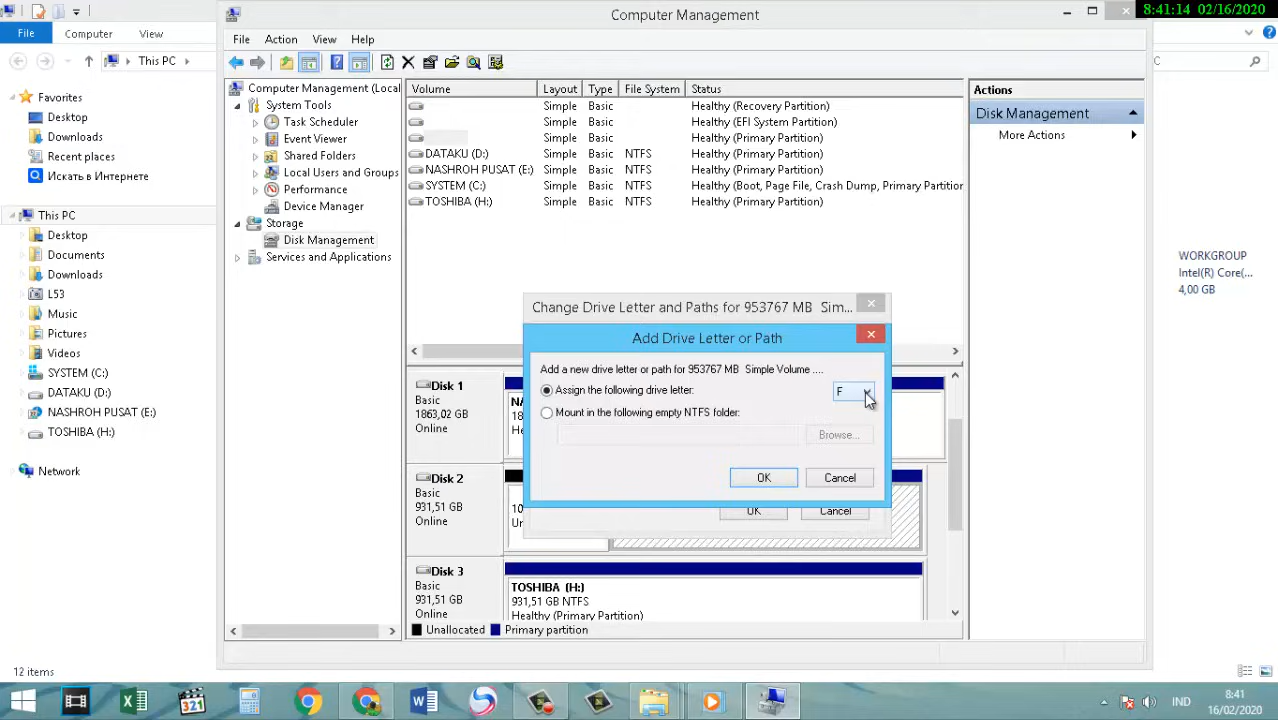 Computer Management
8:41:14 02/16/2020
File Computer View
This PC
Favorites
Desktop
Downloads
Recent places
Искать в Интернете
This PC
Desktop
Documents
Downloads
L53
Music
Pictures
Videos
SYSTEM (C:)
DATAKU (D:)
NASHROH PUSAT (E:)
TOSHIBA (H:)
Network
12 items
File Action View Help
Computer Management (Local
System Tools
Task Scheduler
Event Viewer
Shared Folders
Local Users and Groups
Performance
Device Manager
Storage
Disk Management
Services and Applications
Volume Layout Type File System Status
Simple Basic Healthy (Recovery Partition)
Simple Basic Healthy (EFI System Partition)
Simple Basic Healthy (Primary Partition)
DATAKU (D:) Simple Basic NTFS Healthy (Primary Partition)
NASHROH PUSAT (E:) Simple Basic NTFS Healthy (Primary Partition)
SYSTEM (C:) Simple Basic NTFS Healthy (Boot, Page File, Crash Dump, Primary Partition
TOSHIBA (H:) Simple Basic NTFS Healthy (Primary Partition)
Actions
Disk Management
More Actions
WORKGROUP
Intel(R) Core(...
4,00 GB
Change Drive Letter and Paths for 953767 MB Sim...
Add Drive Letter or Path
Add a new drive letter or path for 953767 MB Simple Volume ....
Assign the following drive letter: F
Mount in the following empty NTFS folder:
Browse...
OK Cancel
OK Cancel
Disk 1
Basic
1863,02 GB
Online
NA
18
He
Disk 2
Basic
931,51 GB
Online
10
Un
Disk 3
Basic
931,51 GB
Online
TOSHIBA (H:)
931,51 GB NTFS
Healthy (Primary Partition)
Unallocated Primary partition
321
IND
8:41
16/02/2020